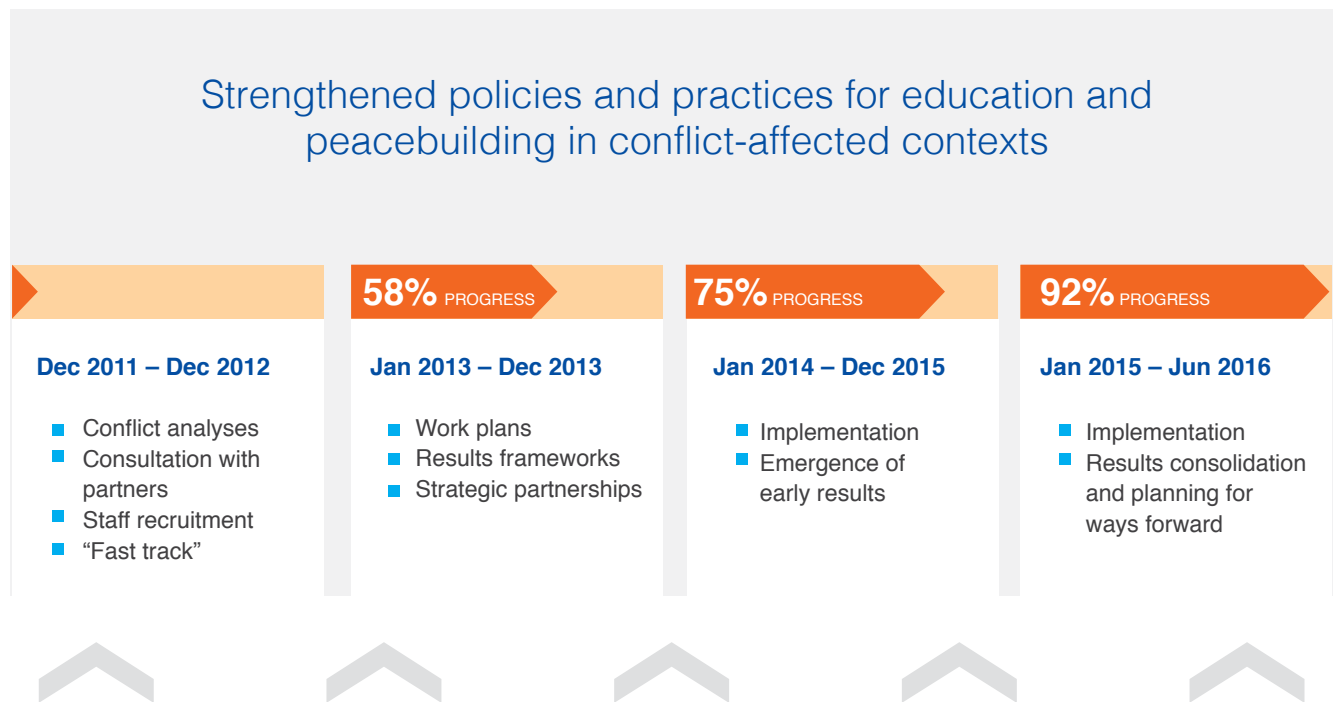 Strengthened policies and practices for education and
peacebuilding in conflict-affected contexts
58% PROGRESS
75% PROGRESS
92% PROGRESS
Dec 2011 – Dec 2012
Conflict analyses
Consultation with
partners
Staff recruitment
“Fast track”
Jan 2013 – Dec 2013
Work plans
Results frameworks
Strategic partnerships
Jan 2014 – Dec 2015
Implementation
Emergence of
early results
Jan 2015 – Jun 2016
Implementation
Results consolidation
and planning for
ways forward